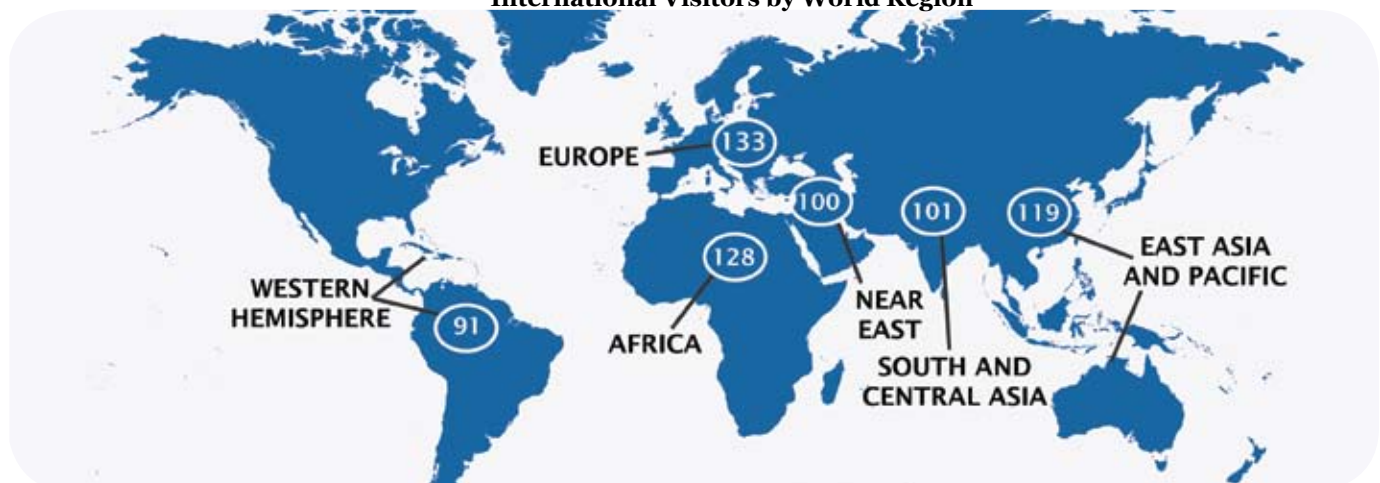 International Visitors by World Region
EUROPE
133
100
101
119
EAST ASIA
AND PACIFIC
128
WESTERN
HEMISPHERE
91
NEAR
EAST
AFRICA
SOUTH AND
CENTRAL ASIA